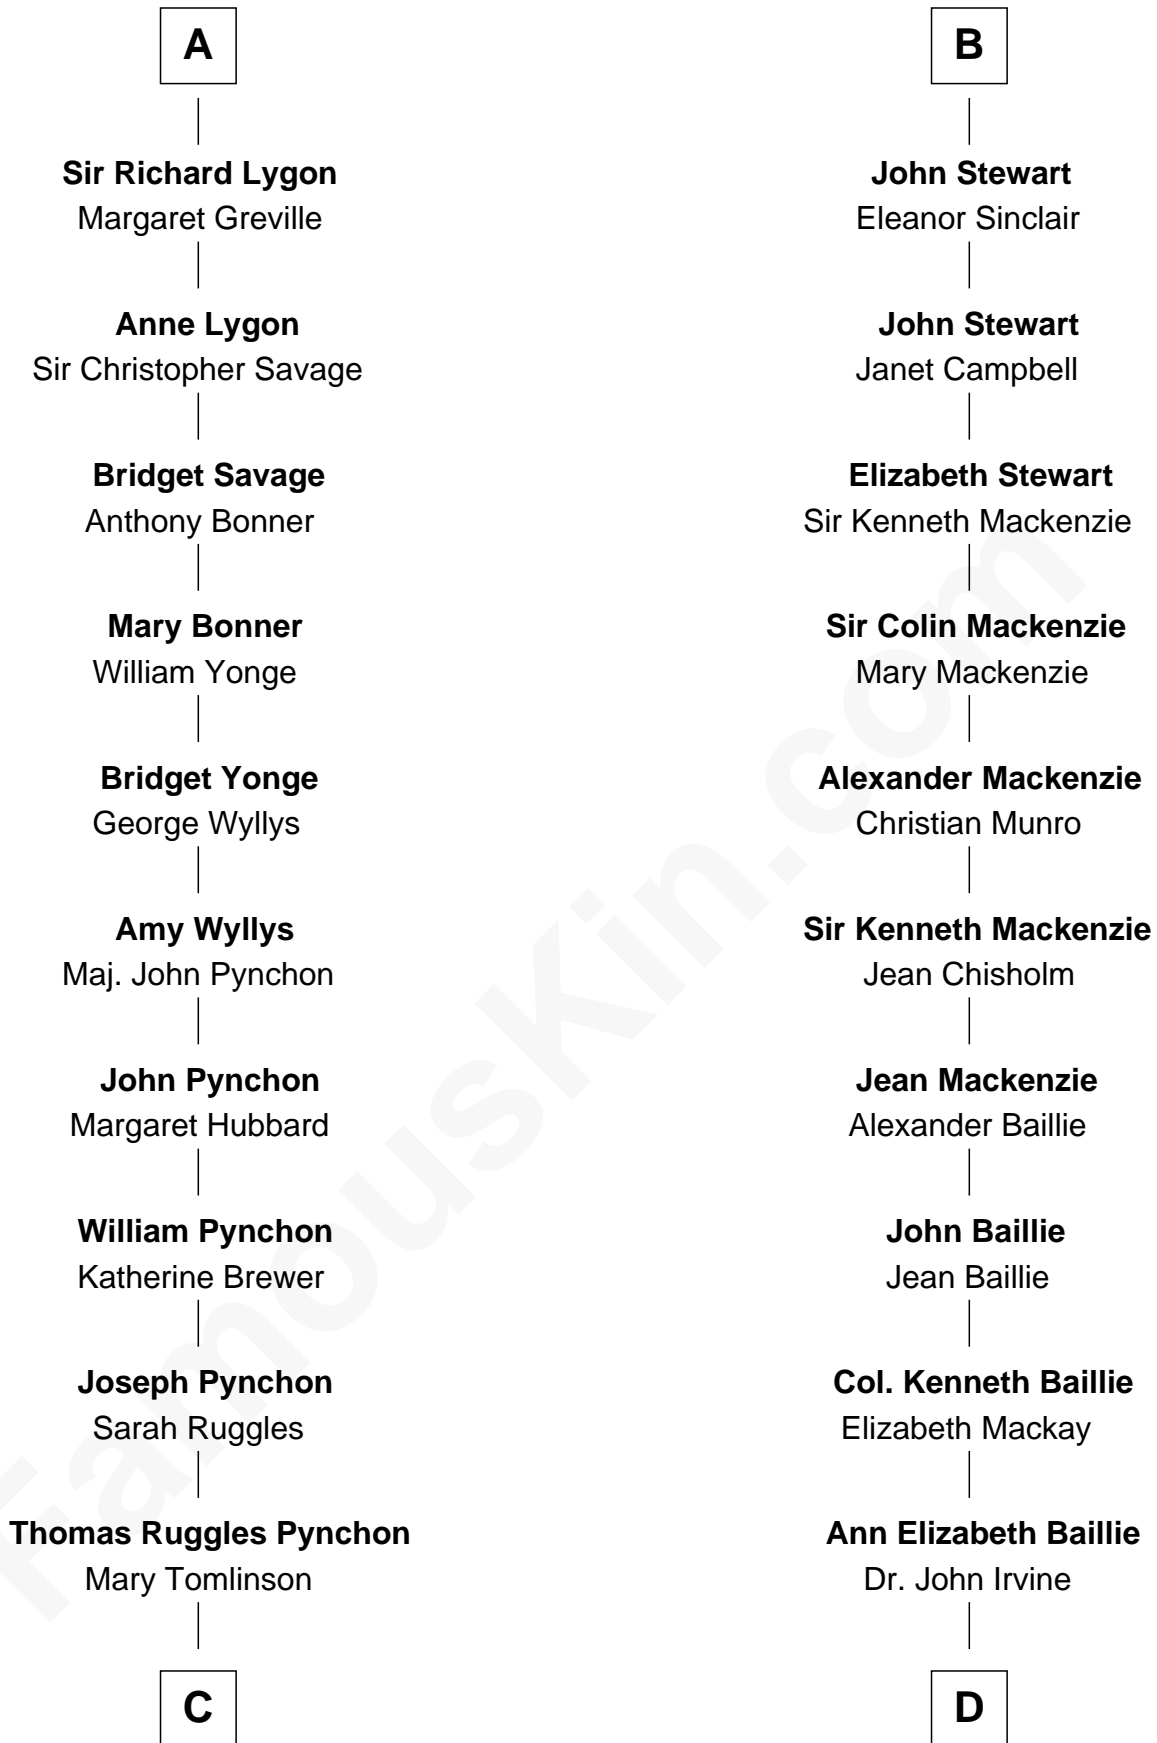 A
Sir Richard Lygon
Margaret Greville
Anne Lygon
Sir Christopher Savage
Bridget Savage
Anthony Bonner
Mary Bonner
William Yonge
Bridget Yonge
George Wyllys
Amy Wyllys
Maj. John Pynchon
John Pynchon
Margaret Hubbard
William Pynchon
Katherine Brewer
Joseph Pynchon
Sarah Ruggles
Thomas Ruggles Pynchon
Mary Tomlinson
C
B
John Stewart
Eleanor Sinclair
John Stewart
Janet Campbell
Elizabeth Stewart
Sir Kenneth Mackenzie
Sir Colin Mackenzie
Mary Mackenzie
Alexander Mackenzie
Christian Munro
Sir Kenneth Mackenzie
Jean Chisholm
Jean Mackenzie
Alexander Baillie
John Baillie
Jean Baillie
Col. Kenneth Baillie
Elizabeth Mackay
Ann Elizabeth Baillie
Dr. John Irvine
D
FamousKin.com